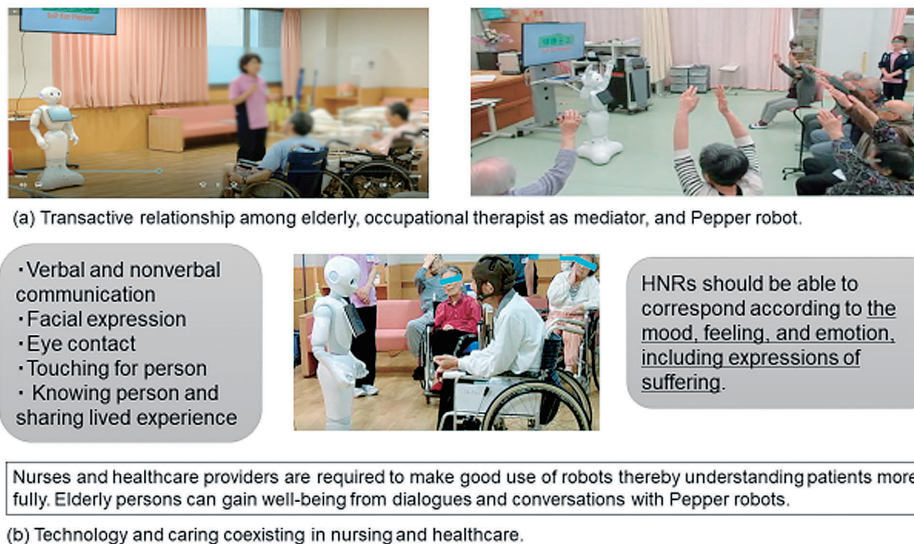 for Pepper
(a) Transactive relationship among elderly, occupational therapist as mediator, and Pepper robot.
・Verbal and nonverbal
communication
・Facial expression
・Eye contact
・Touching for person
・ Knowing person and
sharing lived experience
HNRs should be able to
correspond according to the
mood, feeling, and emotion,
including expressions of
suffering.
Nurses and healthcare providers are required to make good use of robots thereby understanding patients more
fully. Elderly persons can gain well-being from dialogues and conversations with Pepper robots.
(b) Technology and caring coexisting in nursing and healthcare.